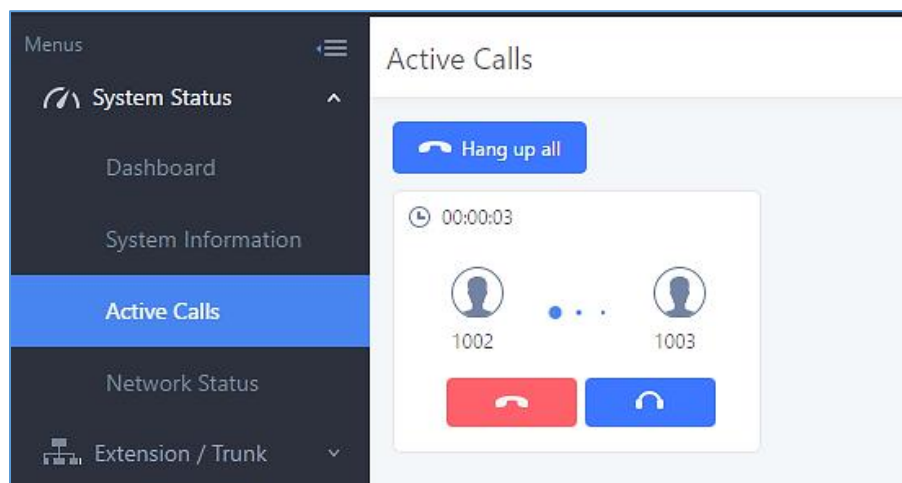 Menus
System Status
Dashboard
System Information
Active Calls
Network Status
Extension / Trunk
Active Calls
Hang up all
00:00:03
1002
1003